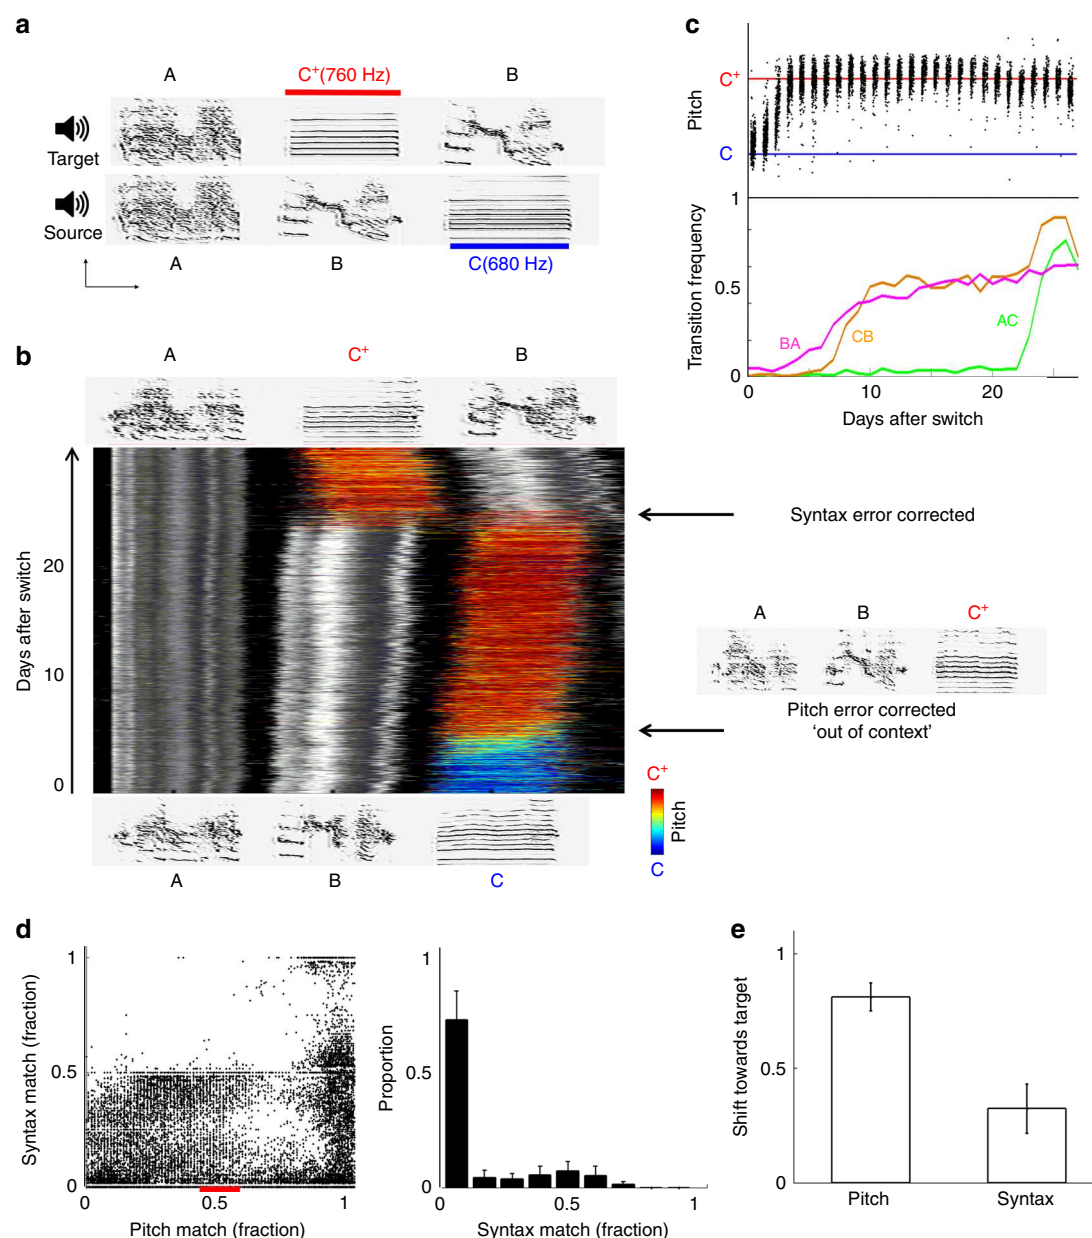 a
A
C⁺(760 Hz)
B
Target
Source
A
B
C(680 Hz)
b
A
C⁺
B
Days after switch
20
10
0
A
B
C
Syntax error corrected
A
B
C⁺
Pitch error corrected
'out of context'
C⁺
Pitch
C
c
Pitch
C⁺
C
Transition frequency
1
0.5
0
BA
CB
AC
0
10
20
Days after switch
d
Syntax match (fraction)
1
0.5
0
0
0.5
1
Pitch match (fraction)
Proportion
1
0.5
0
0
0.5
1
Syntax match (fraction)
e
Shift towards target
1
0.5
0
Pitch
Syntax